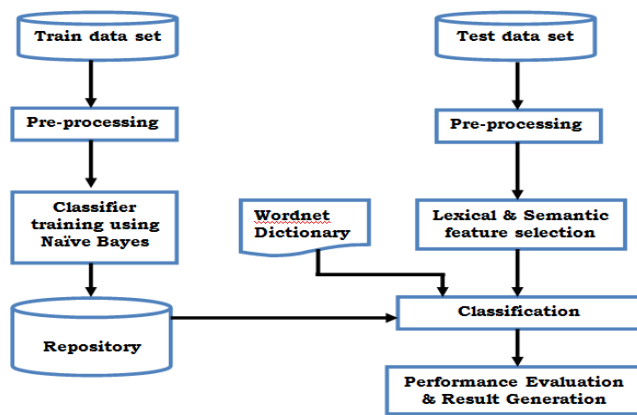 Train data set
Test data set
Pre-processing
Pre-processing
Classifier
training using
Naïve Bayes
Wordnet
Dictionary
Lexical & Semantic
feature selection
Repository
Classification
Performance Evaluation
& Result Generation